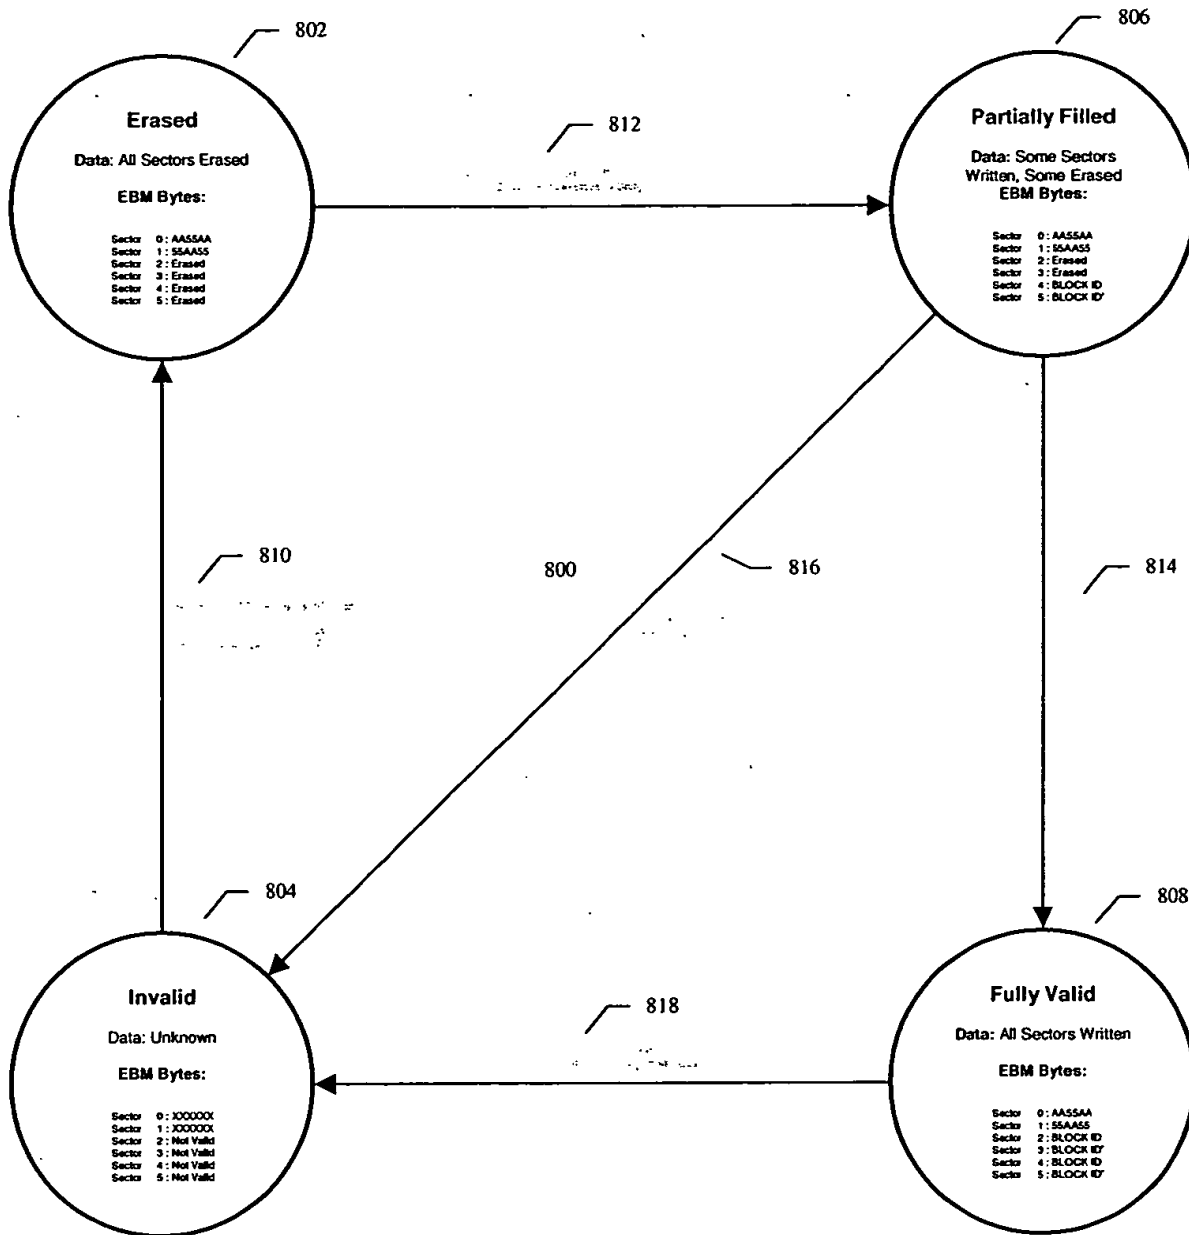 802
Erased
Data: All Sectors Erased
EBM Bytes:
Sector 0 : AA55AA
Sector 1 : 55AA55
Sector 2 : Erased
Sector 3 : Erased
Sector 4 : Erased
Sector 5 : Erased
812
806
Partially Filled
Data: Some Sectors
Written, Some Erased
EBM Bytes:
Sector 0 : AA55AA
Sector 1 : 55AA55
Sector 2 : Erased
Sector 3 : Erased
Sector 4 : BLOCK ID
Sector 5 : BLOCK ID'
810
800
816
814
804
Invalid
Data: Unknown
EBM Bytes:
Sector 0 : XXXXXX
Sector 1 : XXXXXX
Sector 2 : Not Valid
Sector 3 : Not Valid
Sector 4 : Not Valid
Sector 5 : Not Valid
818
808
Fully Valid
Data: All Sectors Written
EBM Bytes:
Sector 0 : AA55AA
Sector 1 : 55AA55
Sector 2 : BLOCK ID
Sector 3 : BLOCK ID'
Sector 4 : BLOCK ID
Sector 5 : BLOCK ID'